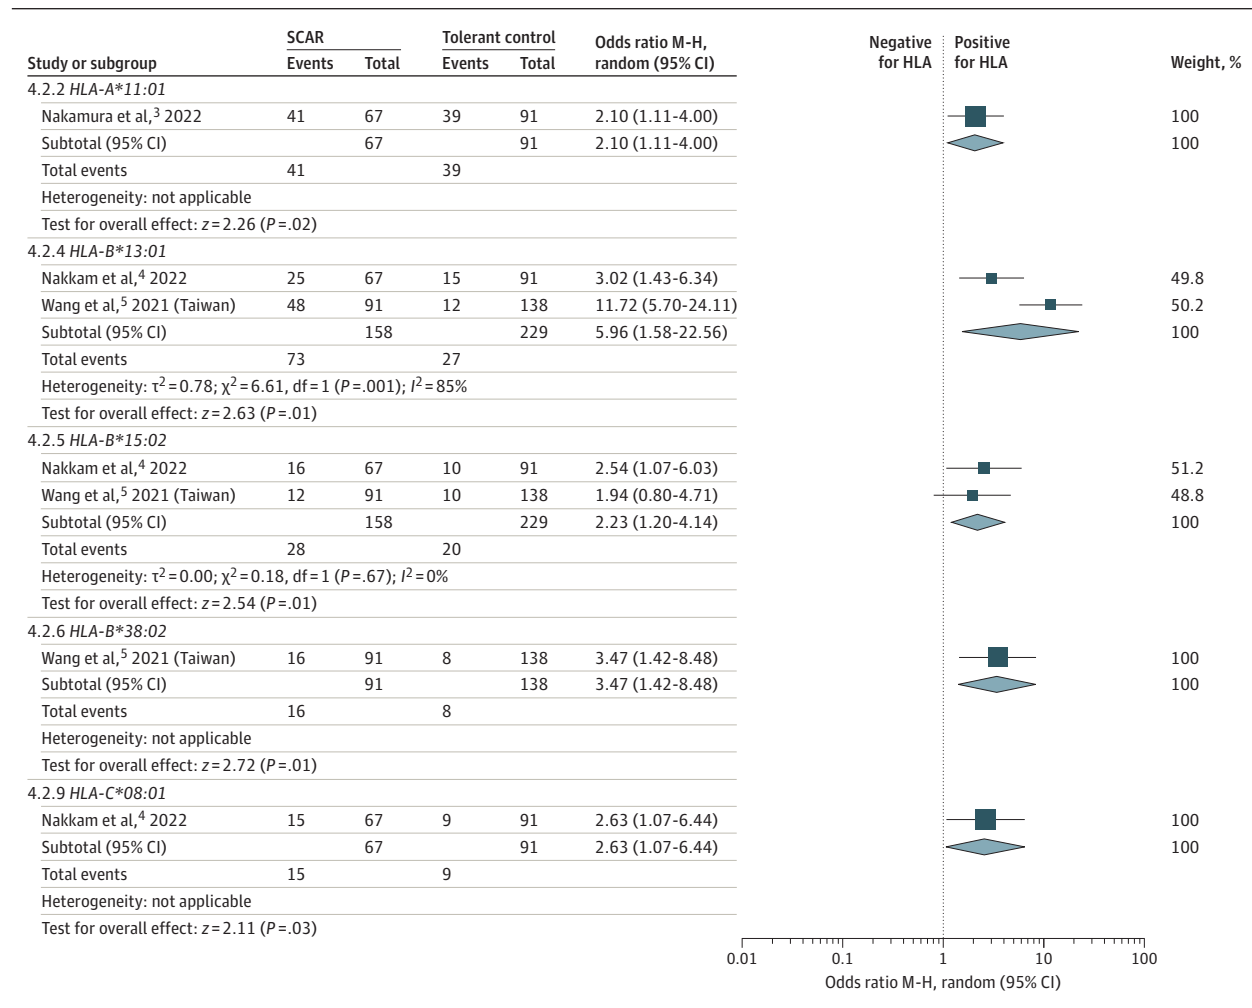 SCAR Tolerant control Odds ratio M-H, Negative Positive
Study or subgroup Events Total Events Total random (95% CI) for HLA for HLA Weight, %
4.2.2 HLA-A*11:01
Nakamura et al,3 2022 41 67 39 91 2.10 (1.11-4.00) 100
Subtotal (95% CI) 67 91 2.10 (1.11-4.00) 100
Total events 41 39
Heterogeneity: not applicable
Test for overall effect: z=2.26 (P=.02)
4.2.4 HLA-B*13:01
Nakkam et al,4 2022 25 67 15 91 3.02 (1.43-6.34) 49.8
Wang et al,5 2021 (Taiwan) 48 91 12 138 11.72 (5.70-24.11) 50.2
Subtotal (95% CI) 158 229 5.96 (1.58-22.56) 100
Total events 73 27
Heterogeneity: τ2=0.78; χ2=6.61, df=1 (P=.001); I2=85%
Test for overall effect: z=2.63 (P=.01)
4.2.5 HLA-B*15:02
Nakkam et al,4 2022 16 67 10 91 2.54 (1.07-6.03) 51.2
Wang et al,5 2021 (Taiwan) 12 91 10 138 1.94 (0.80-4.71) 48.8
Subtotal (95% CI) 158 229 2.23 (1.20-4.14) 100
Total events 28 20
Heterogeneity: τ2=0.00; χ2=0.18, df=1 (P=.67); I2=0%
Test for overall effect: z=2.54 (P=.01)
4.2.6 HLA-B*38:02
Wang et al,5 2021 (Taiwan) 16 91 8 138 3.47 (1.42-8.48) 100
Subtotal (95% CI) 91 138 3.47 (1.42-8.48) 100
Total events 16 8
Heterogeneity: not applicable
Test for overall effect: z=2.72 (P=.01)
4.2.9 HLA-C*08:01
Nakkam et al,4 2022 15 67 9 91 2.63 (1.07-6.44) 100
Subtotal (95% CI) 67 91 2.63 (1.07-6.44) 100
Total events 15 9
Heterogeneity: not applicable
Test for overall effect: z=2.11 (P=.03)
0.01 0.1 1 10 100
Odds ratio M-H, random (95% CI)